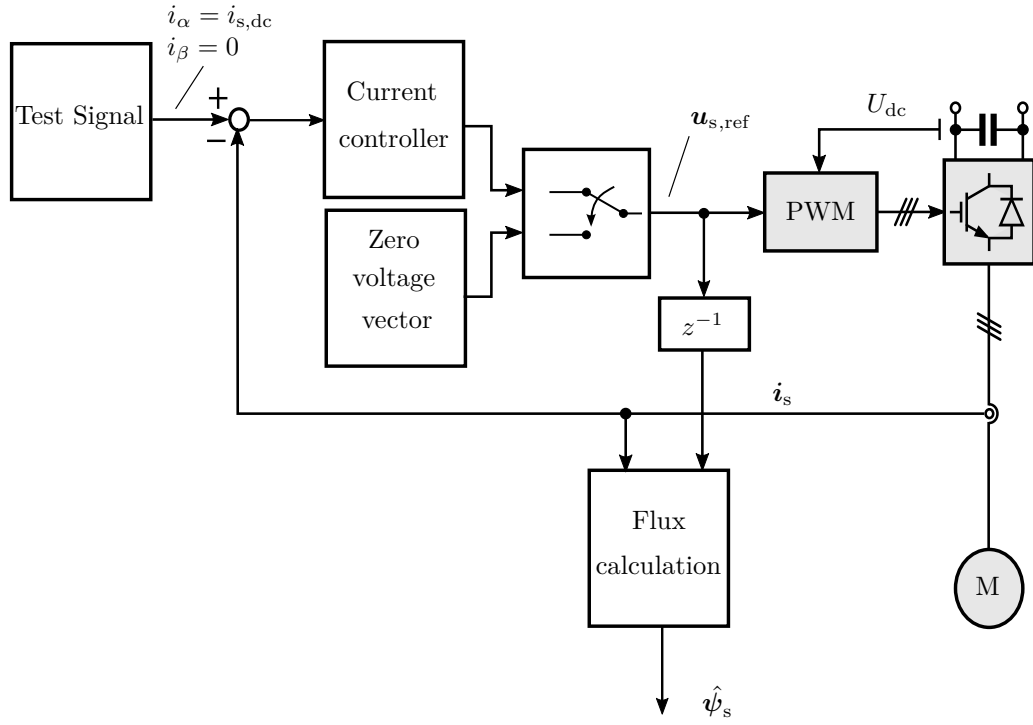 i_α = i_s,dc
i_β = 0
Test Signal
+
−
Current
controller
Zero
voltage
vector
u_s,ref
U_dc
PWM
z⁻¹
i_s
Flux
calculation
M
ψ̂_s